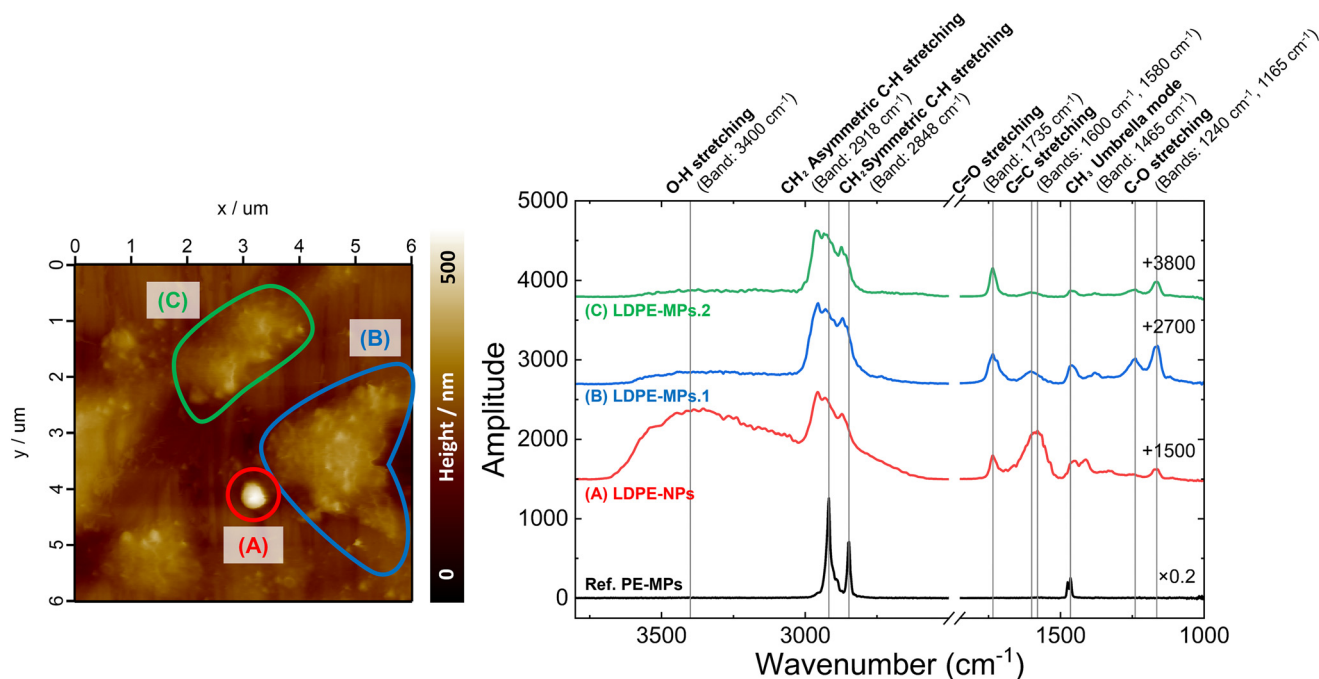 x / um
0 1 2 3 4 5 6
y / um
0
1
2
3
4
5
6
(C)
(B)
(A)
500
Height / nm
0
O-H stretching
(Band: 3400 cm⁻¹)
CH₂ Asymmetric C-H stretching
(Band: 2918 cm⁻¹)
CH₂ Symmetric C-H stretching
(Band: 2848 cm⁻¹)
C=O stretching
(Band: 1735 cm⁻¹)
C=C stretching
(Bands: 1600 cm⁻¹, 1580 cm⁻¹)
CH₃ Umbrella mode
(Band: 1465 cm⁻¹)
C-O stretching
(Bands: 1240 cm⁻¹, 1165 cm⁻¹)
Amplitude
5000
4000
3000
2000
1000
0
+3800
(C) LDPE-MPs.2
+2700
(B) LDPE-MPs.1
+1500
(A) LDPE-NPs
Ref. PE-MPs
×0.2
3500 3000 1500 1000
Wavenumber (cm⁻¹)